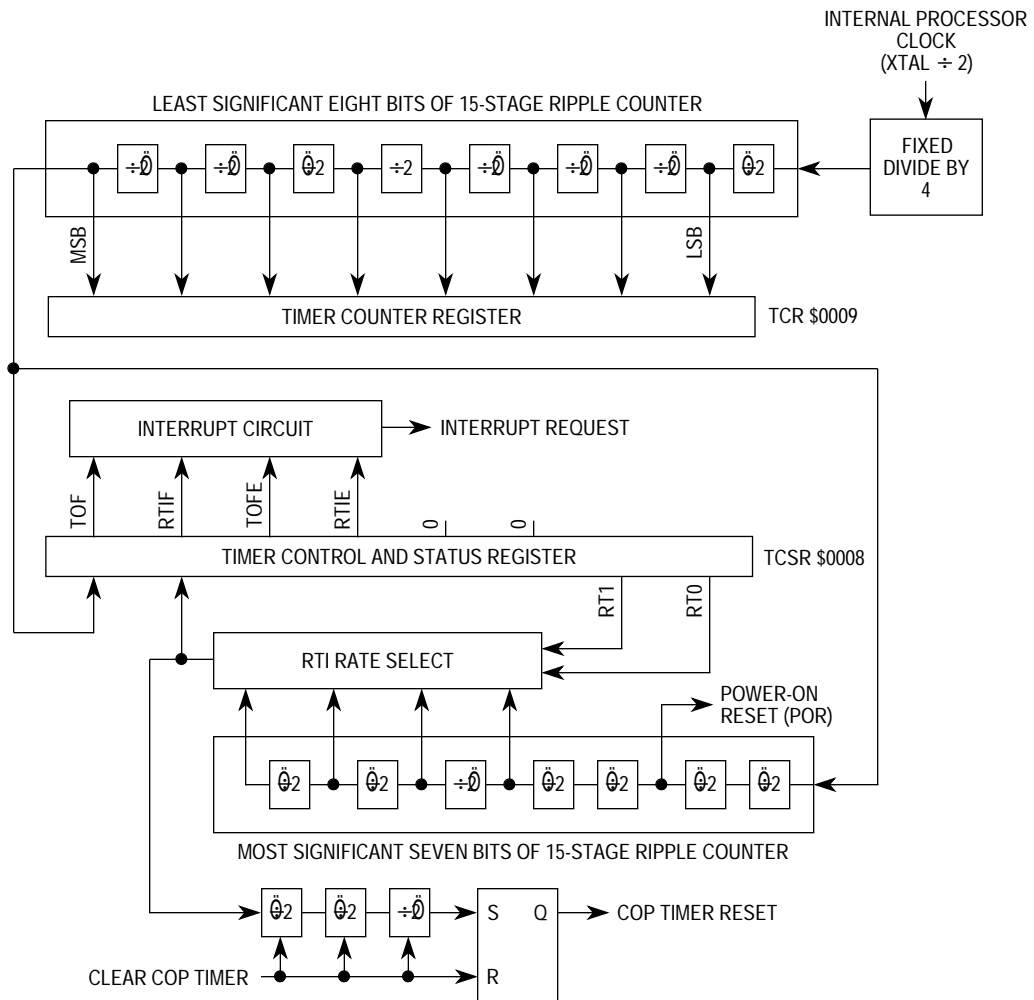 INTERNAL PROCESSOR
CLOCK
(XTAL ÷ 2)
LEAST SIGNIFICANT EIGHT BITS OF 15-STAGE RIPPLE COUNTER
÷2
FIXED
DIVIDE BY
4
MSB
LSB
TIMER COUNTER REGISTER
TCR $0009
INTERRUPT CIRCUIT
INTERRUPT REQUEST
TOF
RTIF
TOFE
RTIE
0
0
TIMER CONTROL AND STATUS REGISTER
TCSR $0008
RT1
RT0
RTI RATE SELECT
POWER-ON
RESET (POR)
MOST SIGNIFICANT SEVEN BITS OF 15-STAGE RIPPLE COUNTER
S Q
COP TIMER RESET
CLEAR COP TIMER
R